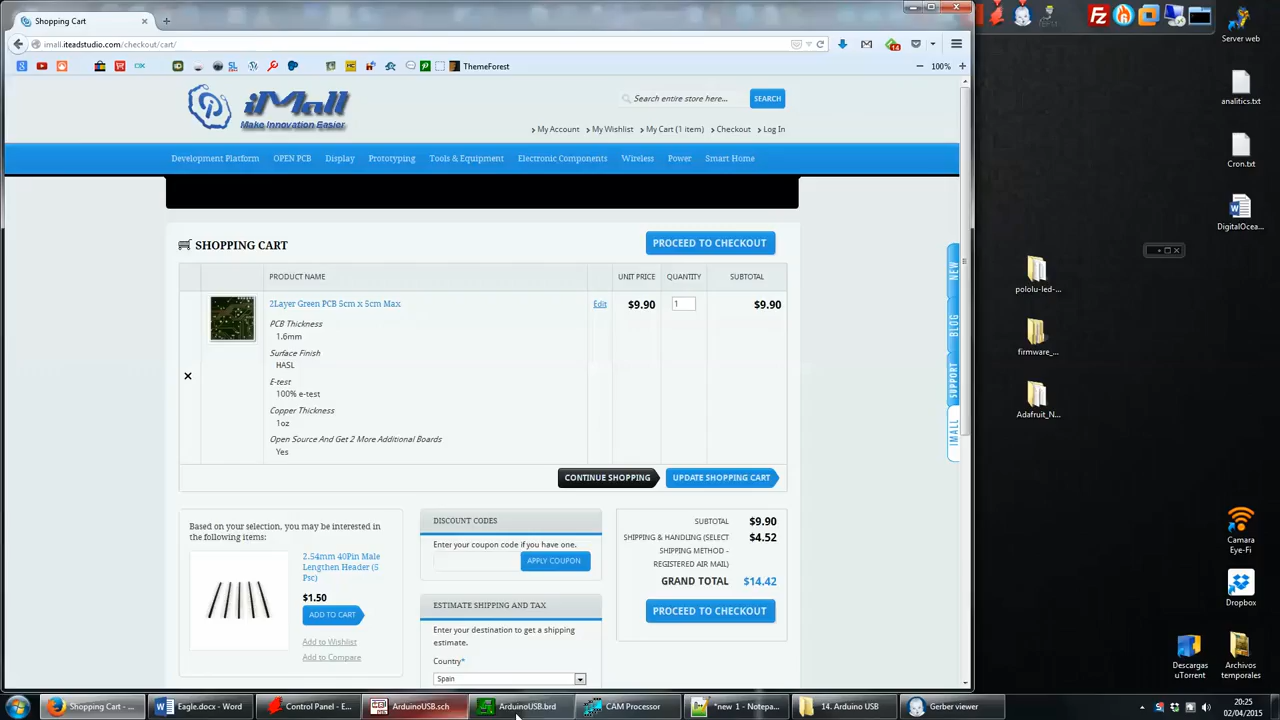 Shopping Cart
imall.iteadstudio.com/checkout/cart/
ThemeForest
100%
iMall
Make Innovation Easier
Search entire store here...
SEARCH
My Account
My Wishlist
My Cart (1 item)
Checkout
Log In
Development Platform
OPEN PCB
Display
Prototyping
Tools & Equipment
Electronic Components
Wireless
Power
Smart Home
SHOPPING CART
PROCEED TO CHECKOUT
PRODUCT NAME
UNIT PRICE
QUANTITY
SUBTOTAL
2Layer Green PCB 5cm x 5cm Max
Edit
$9.90
1
$9.90
PCB Thickness
1.6mm
Surface Finish
HASL
E-test
100% e-test
Copper Thickness
1oz
Open Source And Get 2 More Additional Boards
Yes
CONTINUE SHOPPING
UPDATE SHOPPING CART
NEW
BLOG
SUPPORT
IMALL
Based on your selection, you may be interested in
the following items:
2.54mm 40Pin Male
Lengthen Header (5
Psc)
$1.50
ADD TO CART
Add to Wishlist
Add to Compare
DISCOUNT CODES
Enter your coupon code if you have one.
APPLY COUPON
ESTIMATE SHIPPING AND TAX
Enter your destination to get a shipping
estimate.
Country*
Spain
SUBTOTAL $9.90
SHIPPING & HANDLING (SELECT $4.52
SHIPPING METHOD -
REGISTERED AIR MAIL)
GRAND TOTAL $14.42
PROCEED TO CHECKOUT
Server web
analitics.txt
Cron.txt
DigitalOcea...
pololu-led-...
firmware_...
Adafruit_N...
Camara
Eye-Fi
Dropbox
Descargas
uTorrent
Archivos
temporales
Shopping Cart - ...
Eagle.docx - Word
Control Panel - E...
ArduinoUSB.sch
ArduinoUSB.brd
CAM Processor
*new 1 - Notepa...
14. Arduino USB
Gerber viewer
20:25
02/04/2015